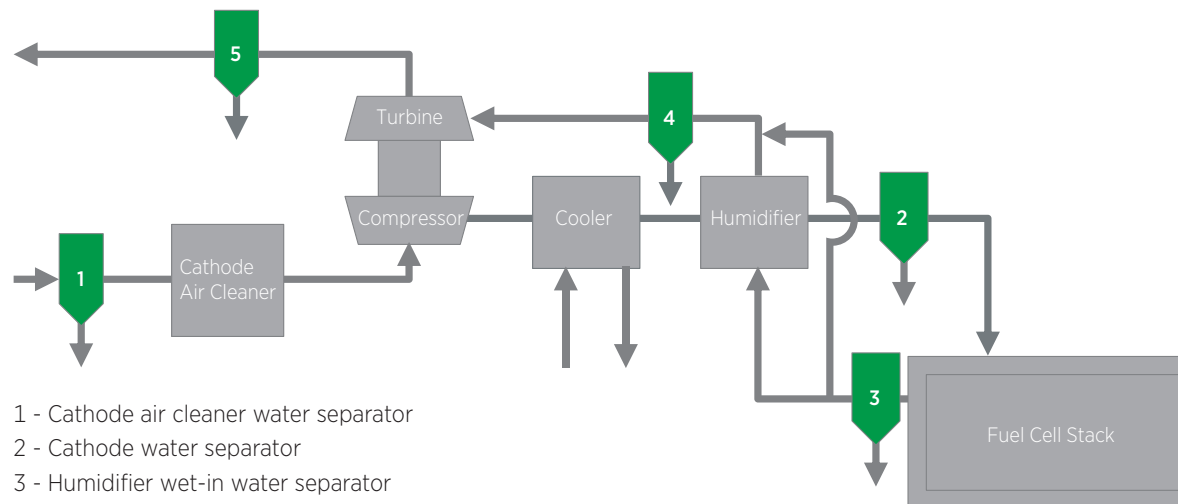 5
Turbine
4
Compressor
Cooler
Humidifier
2
1
Cathode
Air Cleaner
3
Fuel Cell Stack
1 - Cathode air cleaner water separator
2 - Cathode water separator
3 - Humidifier wet-in water separator